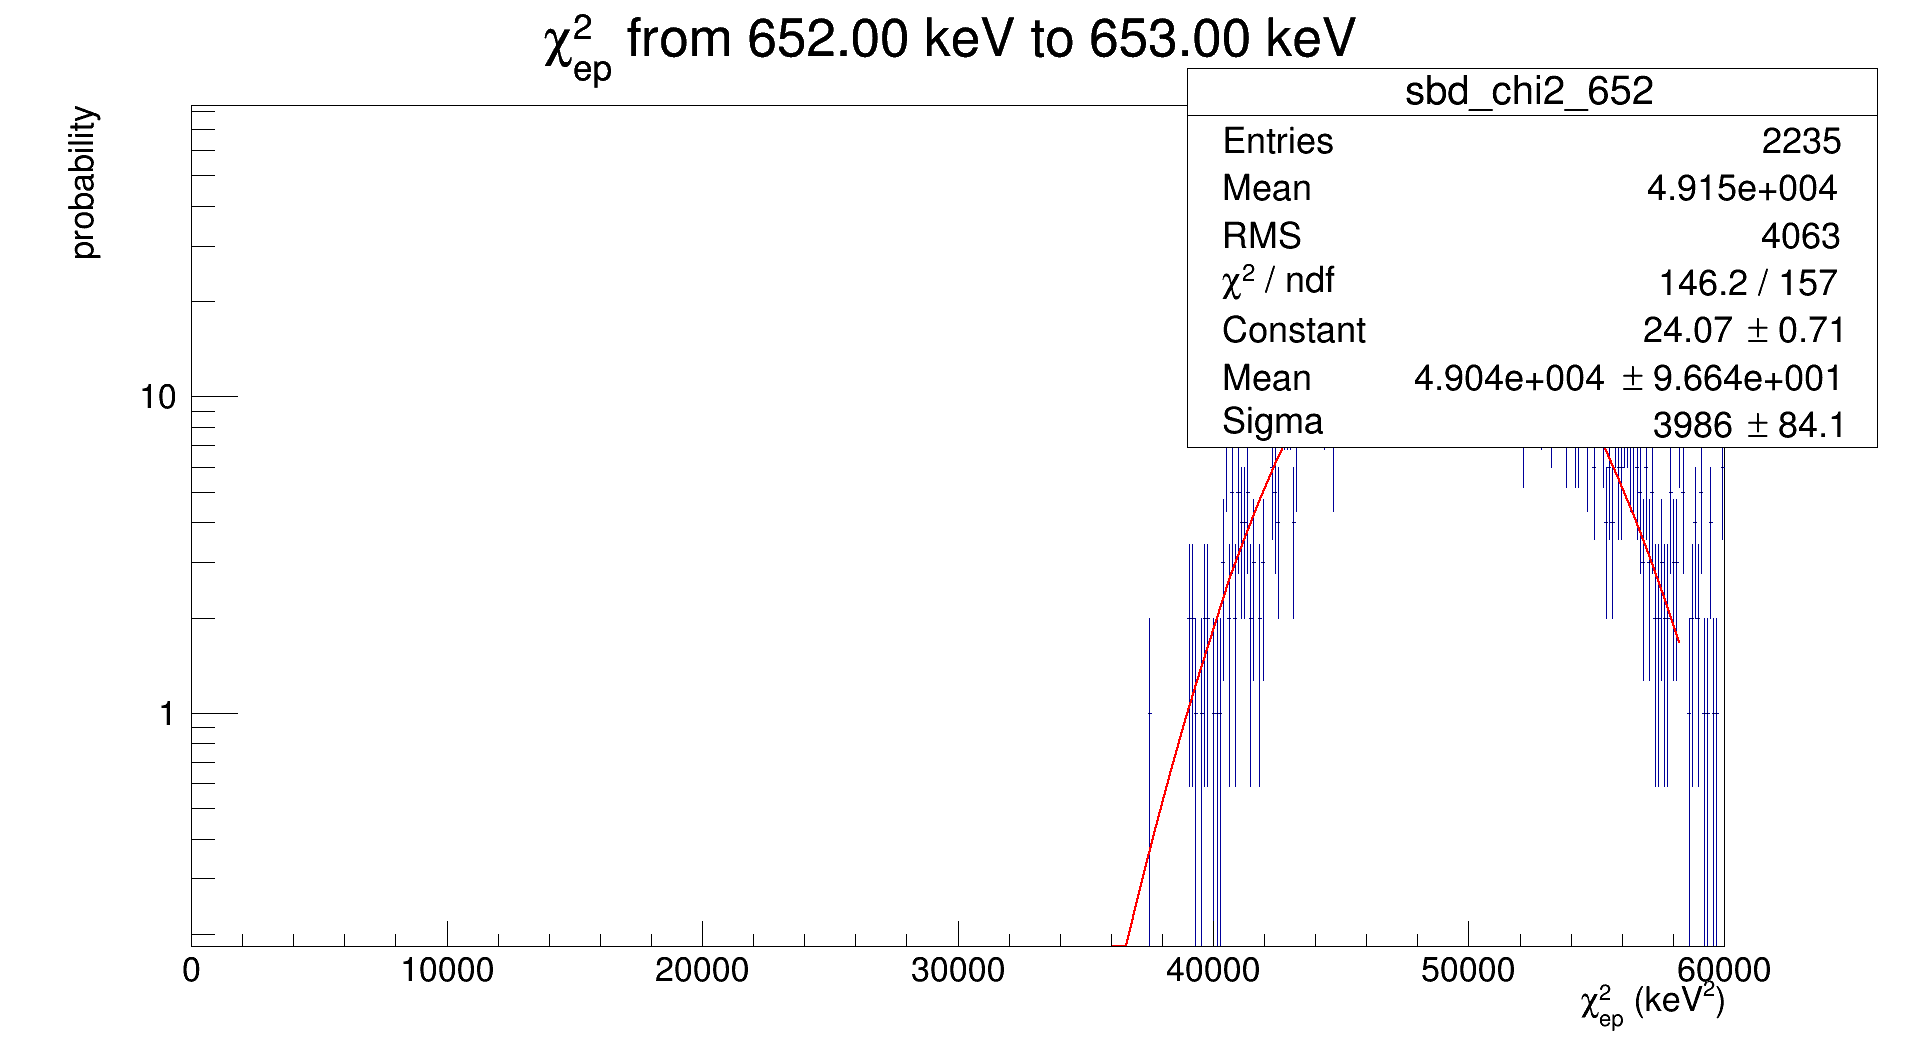 χ²ep from 652.00 keV to 653.00 keV
probability
sbd_chi2_652
Entries 2235
Mean 4.915e+004
RMS 4063
χ² / ndf 146.2 / 157
Constant 24.07 ± 0.71
Mean 4.904e+004 ± 9.664e+001
Sigma 3986 ± 84.1
10
1
0 10000 20000 30000 40000 50000 60000
χ²ep (keV²)